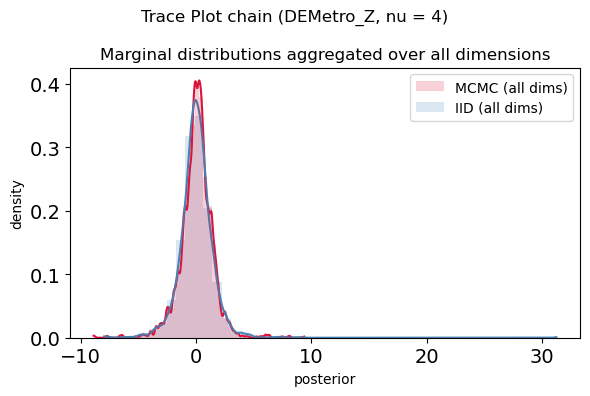 Trace Plot chain (DEMetro_Z, nu = 4)
Marginal distributions aggregated over all dimensions
MCMC (all dims)
IID (all dims)
density
0.4
0.3
0.2
0.1
0.0
−10
0
10
20
30
posterior